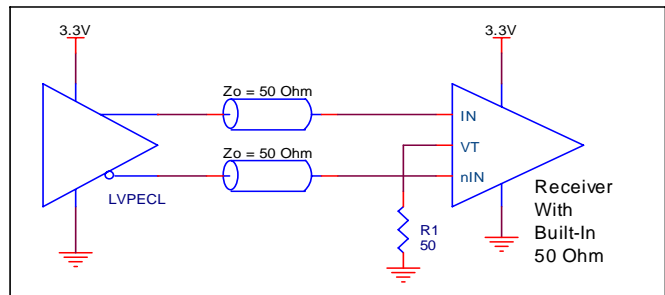 3.3V
3.3V
Zo = 50 Ohm
IN
VT
Zo = 50 Ohm
nIN
LVPECL
R1
50
Receiver
With
Built-In
50 Ohm